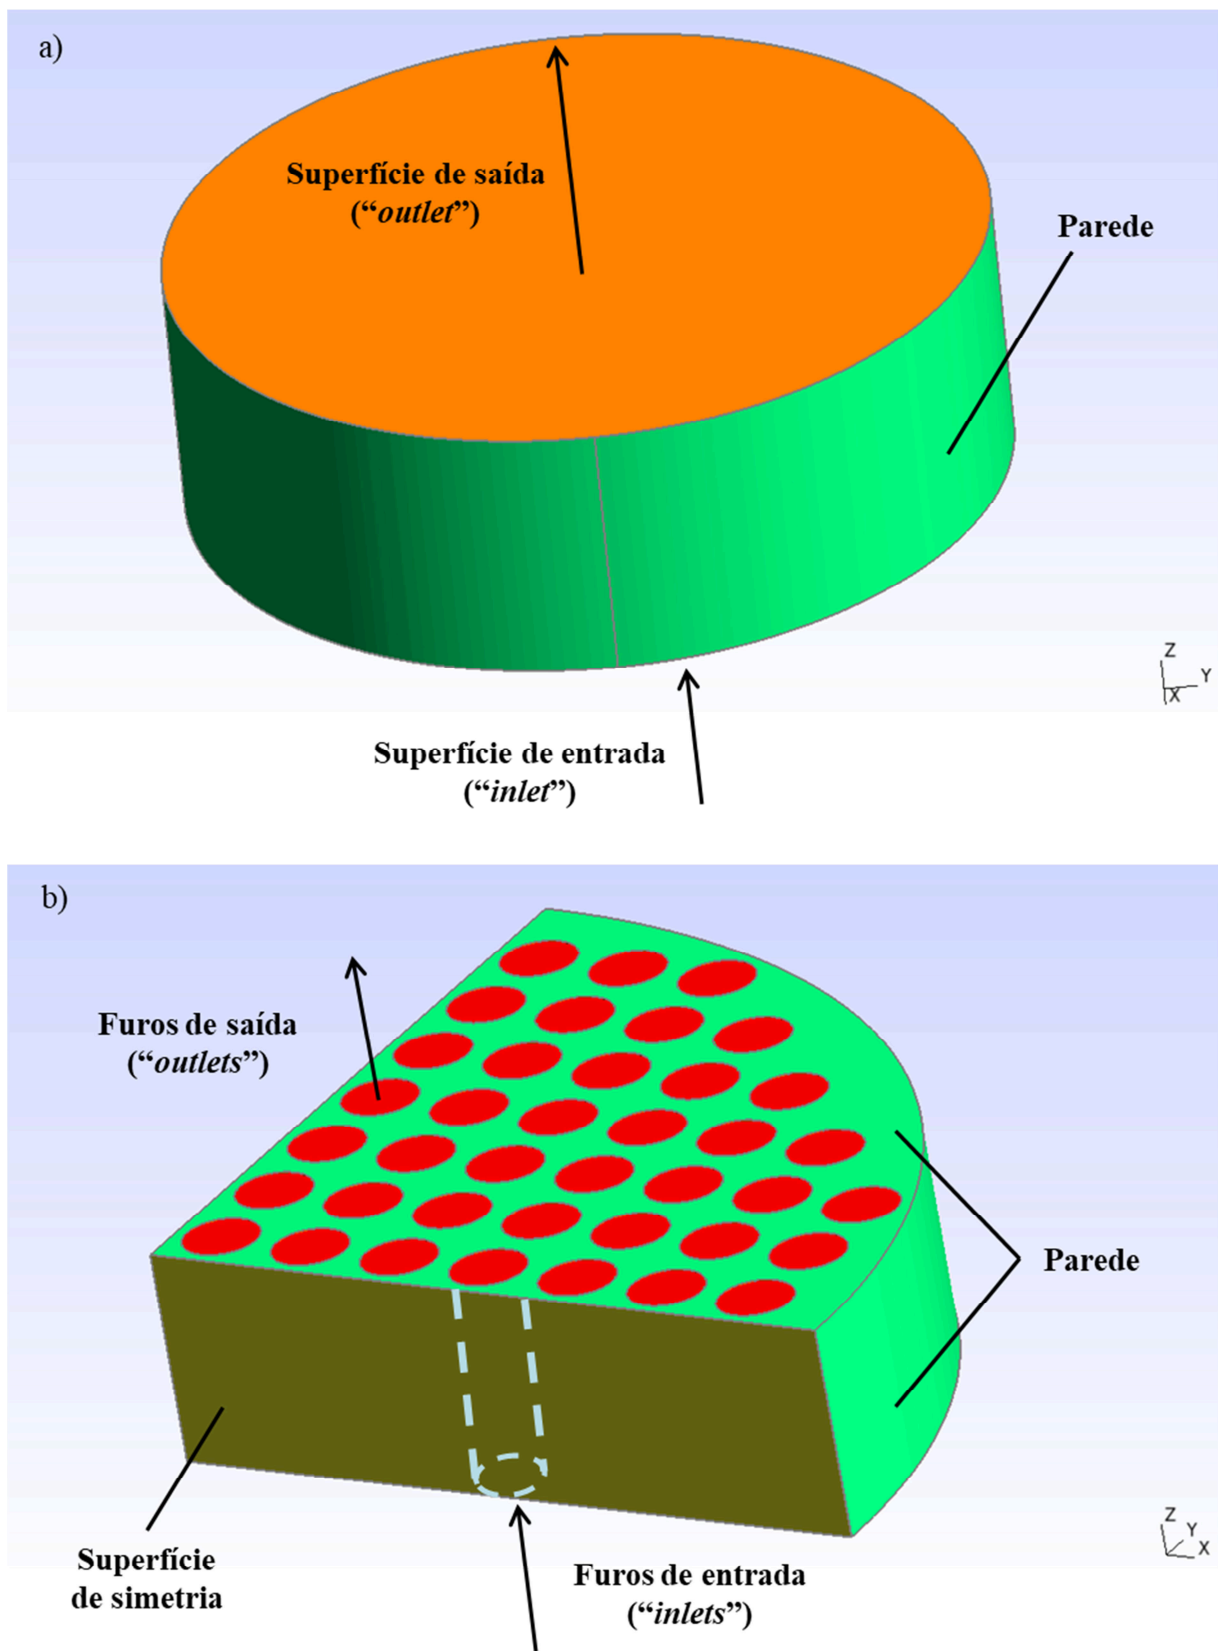 a)
Superfície de saída
(“outlet”)
Parede
Z
Y
X
Superfície de entrada
(“inlet”)
b)
Furos de saída
(“outlets”)
Parede
Superfície
de simetria
Furos de entrada
(“inlets”)
Z
Y
X